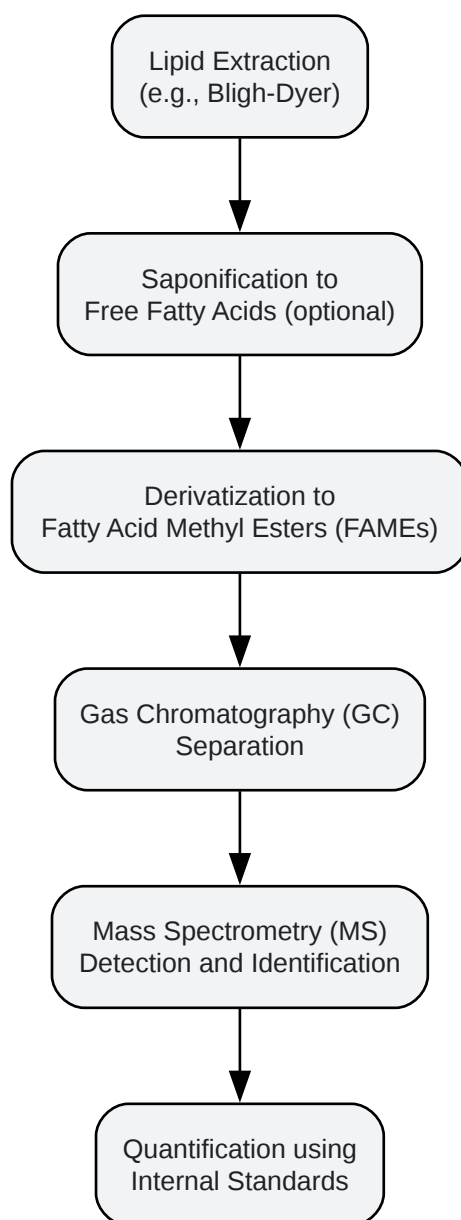 Lipid Extraction
(e.g., Bligh-Dyer)
Saponification to
Free Fatty Acids (optional)
Derivatization to
Fatty Acid Methyl Esters (FAMEs)
Gas Chromatography (GC)
Separation
Mass Spectrometry (MS)
Detection and Identification
Quantification using
Internal Standards